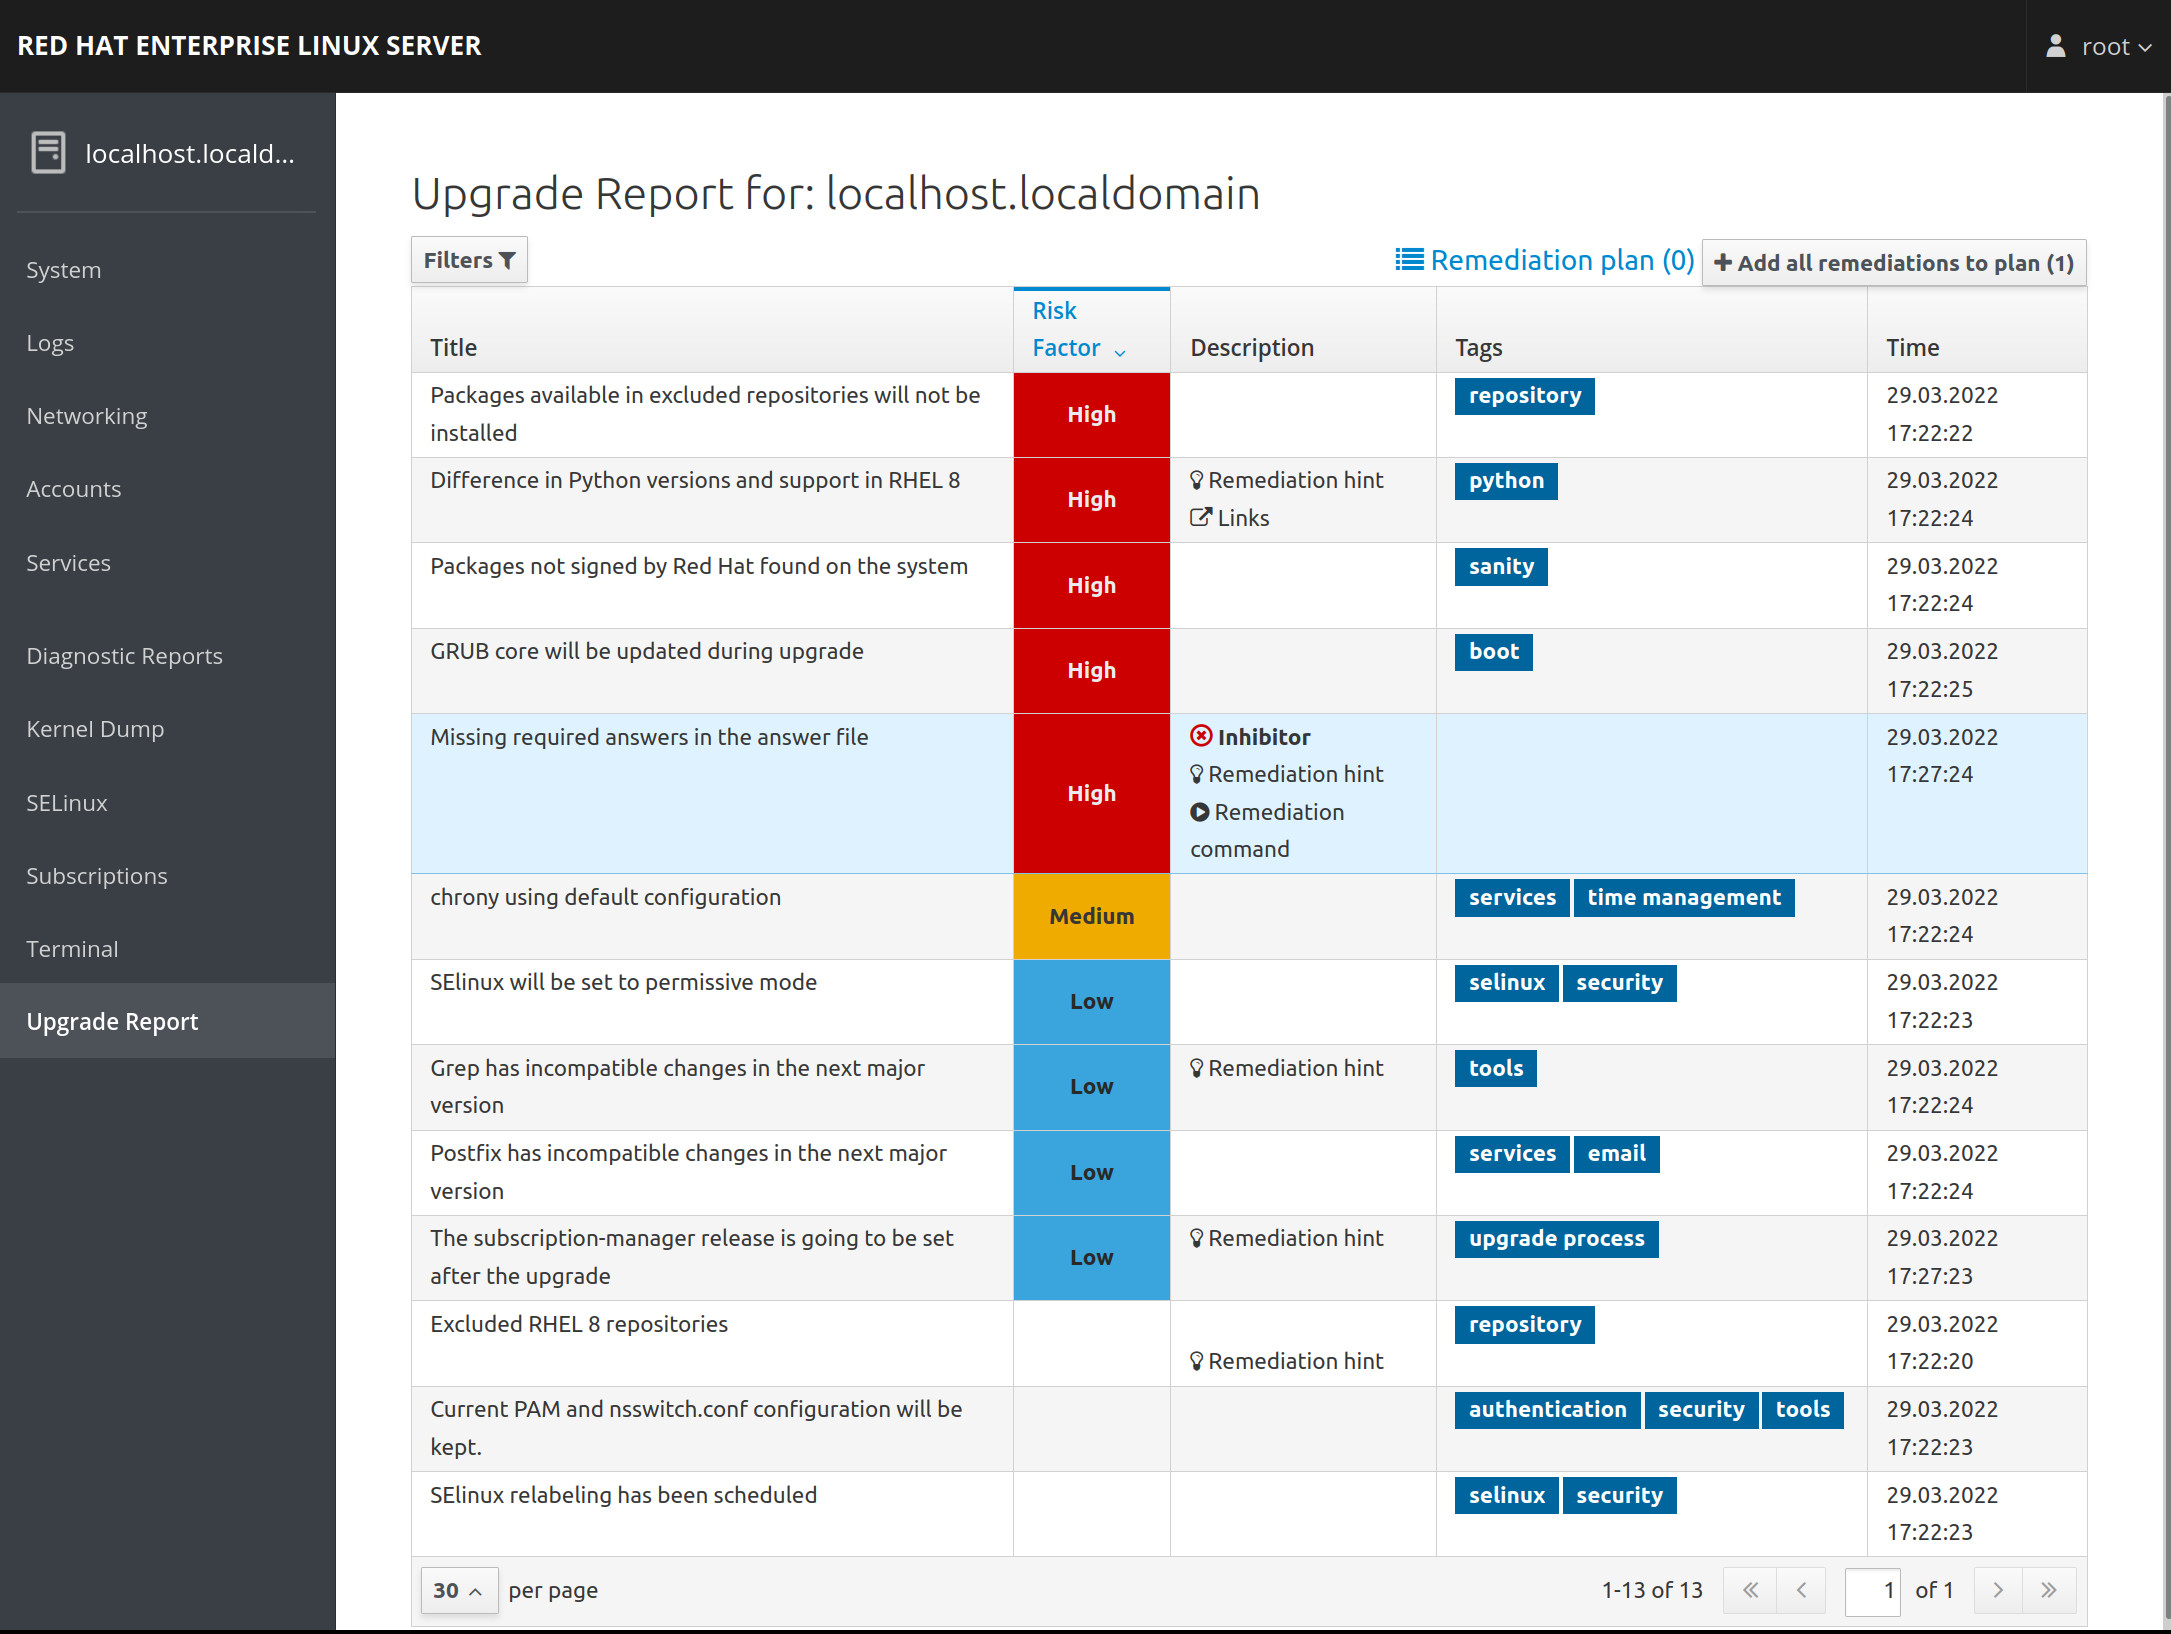 RED HAT ENTERPRISE LINUX SERVER
root
localhost.locald...
System
Logs
Networking
Accounts
Services
Diagnostic Reports
Kernel Dump
SELinux
Subscriptions
Terminal
Upgrade Report
Upgrade Report for: localhost.localdomain
Filters
Remediation plan (0)
Add all remediations to plan (1)
Title
Risk
Factor
Description
Tags
Time
Packages available in excluded repositories will not be
installed
High
repository
29.03.2022
17:22:22
Difference in Python versions and support in RHEL 8
High
Remediation hint
Links
python
29.03.2022
17:22:24
Packages not signed by Red Hat found on the system
High
sanity
29.03.2022
17:22:24
GRUB core will be updated during upgrade
High
boot
29.03.2022
17:22:25
Missing required answers in the answer file
High
Inhibitor
Remediation hint
Remediation
command
29.03.2022
17:27:24
chrony using default configuration
Medium
services time management
29.03.2022
17:22:24
SElinux will be set to permissive mode
Low
selinux security
29.03.2022
17:22:23
Grep has incompatible changes in the next major
version
Low
Remediation hint
tools
29.03.2022
17:22:24
Postfix has incompatible changes in the next major
version
Low
services email
29.03.2022
17:22:24
The subscription-manager release is going to be set
after the upgrade
Low
Remediation hint
upgrade process
29.03.2022
17:27:23
Excluded RHEL 8 repositories
Remediation hint
repository
29.03.2022
17:22:20
Current PAM and nsswitch.conf configuration will be
kept.
authentication security tools
29.03.2022
17:22:23
SElinux relabeling has been scheduled
selinux security
29.03.2022
17:22:23
30 per page
1-13 of 13
1 of 1